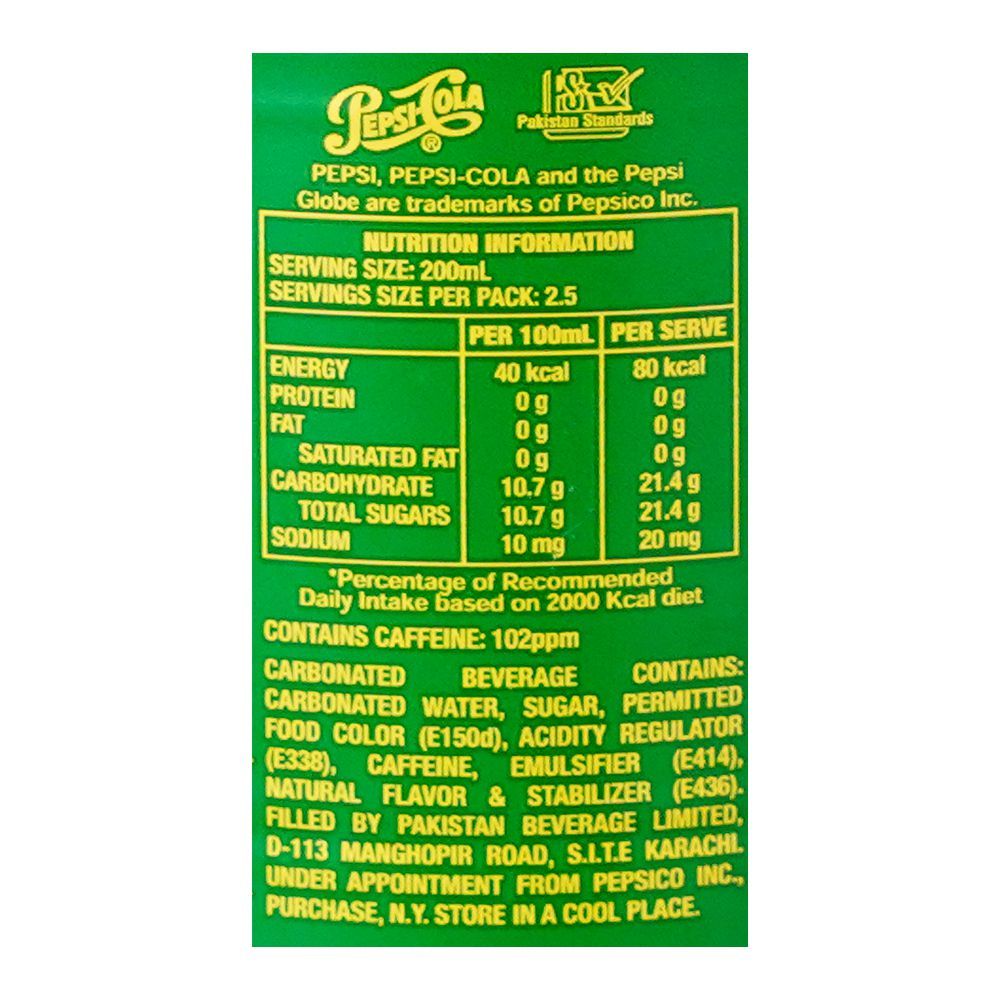 PEPSI-COLA ®
Pakistan Standards
PEPSI, PEPSI-COLA and the Pepsi
Globe are trademarks of Pepsico Inc.
NUTRITION INFORMATION
SERVING SIZE: 200mL
SERVINGS SIZE PER PACK: 2.5
PER 100mL PER SERVE
ENERGY 40 kcal 80 kcal
PROTEIN 0 g 0 g
FAT 0 g 0 g
SATURATED FAT 0 g 0 g
CARBOHYDRATE 10.7 g 21.4 g
TOTAL SUGARS 10.7 g 21.4 g
SODIUM 10 mg 20 mg
*Percentage of Recommended
Daily Intake based on 2000 Kcal diet
CONTAINS CAFFEINE: 102ppm
CARBONATED BEVERAGE CONTAINS:
CARBONATED WATER, SUGAR, PERMITTED
FOOD COLOR (E150d), ACIDITY REGULATOR
(E338), CAFFEINE, EMULSIFIER (E414),
NATURAL FLAVOR & STABILIZER (E436).
FILLED BY PAKISTAN BEVERAGE LIMITED,
D-113 MANGHOPIR ROAD, S.I.T.E KARACHI.
UNDER APPOINTMENT FROM PEPSICO INC.,
PURCHASE, N.Y. STORE IN A COOL PLACE.